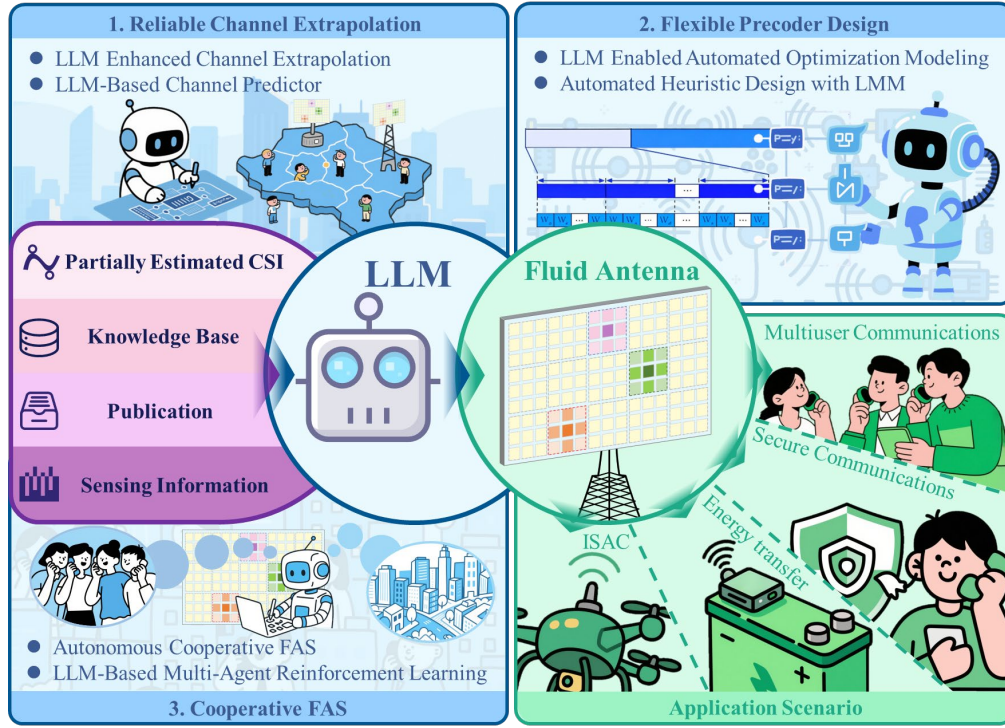 1. Reliable Channel Extrapolation
LLM Enhanced Channel Extrapolation
LLM-Based Channel Predictor
2. Flexible Precoder Design
LLM Enabled Automated Optimization Modeling
Automated Heuristic Design with LMM
...
... ... ...
Partially Estimated CSI
Knowledge Base
Publication
Sensing Information
LLM
Fluid Antenna
Multiuser Communications
Secure Communications
Energy transfer
ISAC
Autonomous Cooperative FAS
LLM-Based Multi-Agent Reinforcement Learning
3. Cooperative FAS
Application Scenario